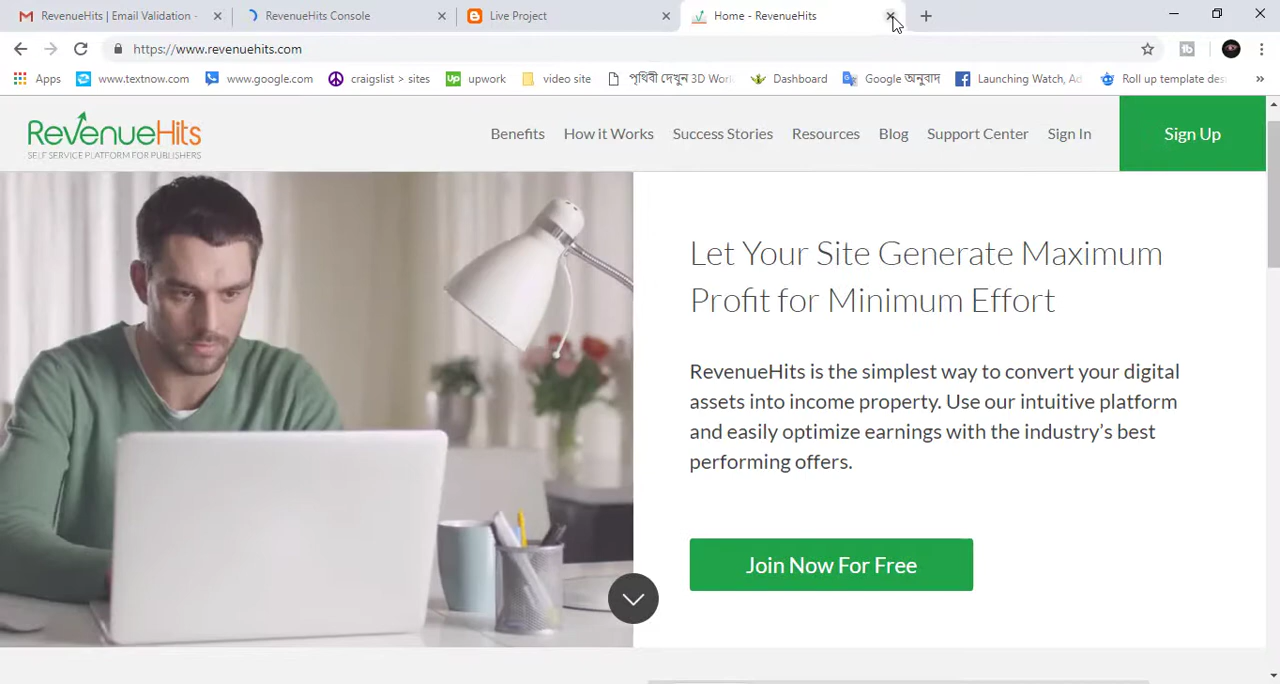 RevenueHits | Email Validation -
RevenueHits Console
Live Project
Home - RevenueHits
https://www.revenuehits.com
Apps
www.textnow.com
www.google.com
craigslist > sites
Up upwork
video site
পৃথিবী দেখুন 3D Wor
Dashboard
Google অনুবাদ
Launching Watch, Ad
Roll up template des
»
RevenueHits
SELF SERVICE PLATFORM FOR PUBLISHERS
Benefits
How it Works
Success Stories
Resources
Blog
Support Center
Sign In
Sign Up
Let Your Site Generate Maximum
Profit for Minimum Effort
RevenueHits is the simplest way to convert your digital
assets into income property. Use our intuitive platform
and easily optimize earnings with the industry's best
performing offers.
Join Now For Free